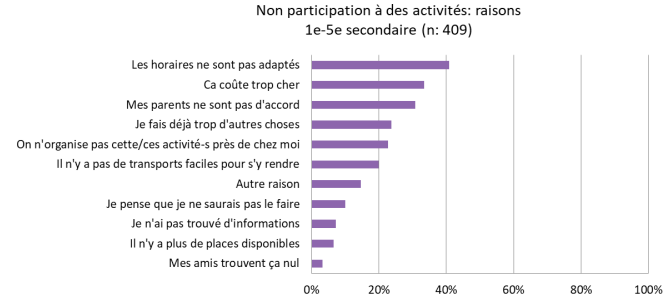 Non participation à des activités: raisons
1e-5e secondaire (n: 409)
Les horaires ne sont pas adaptés
Ca coûte trop cher
Mes parents ne sont pas d'accord
Je fais déjà trop d'autres choses
On n'organise pas cette/ces activité-s près de chez moi
Il n'y a pas de transports faciles pour s'y rendre
Autre raison
Je pense que je ne saurais pas le faire
Je n'ai pas trouvé d'informations
Il n'y a plus de places disponibles
Mes amis trouvent ça nul
0% 20% 40% 60% 80% 100%